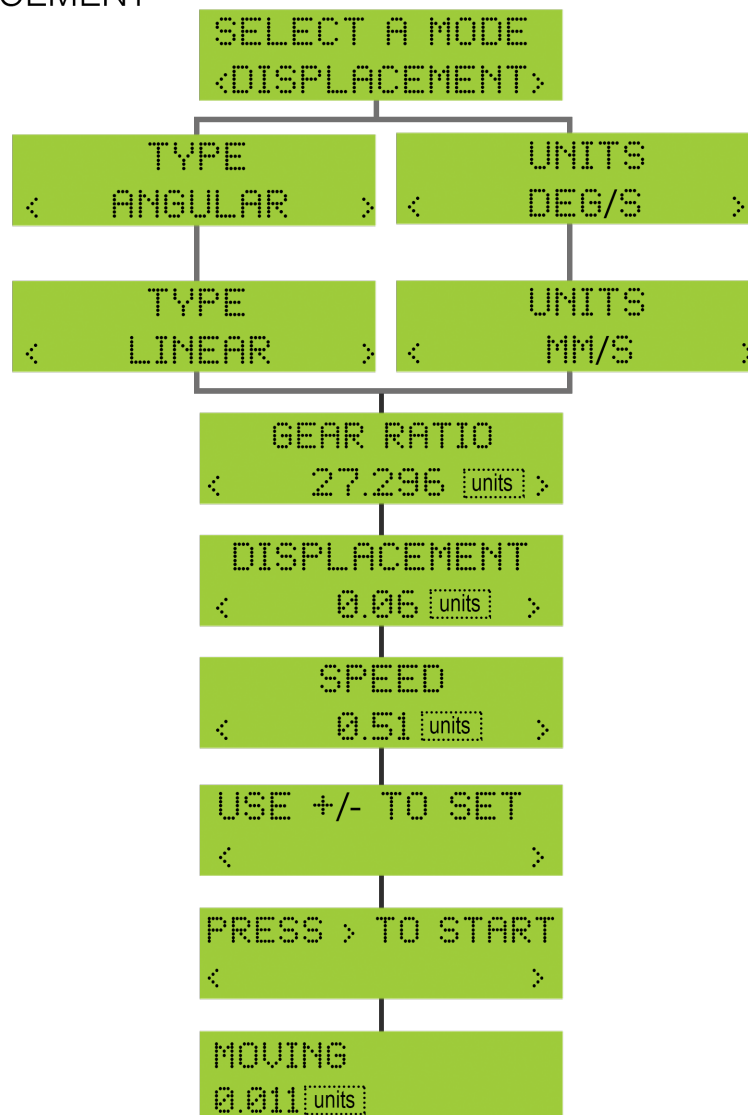 SELECT A MODE
<DISPLACEMENT>
TYPE
< ANGULAR >
UNITS
< DEG/S >
TYPE
< LINEAR >
UNITS
< MM/S >
GEAR RATIO
< 27.296 units >
DISPLACEMENT
< 0.06 units >
SPEED
< 0.51 units >
USE +/- TO SET
< >
PRESS > TO START
< >
MOVING
0.011 units